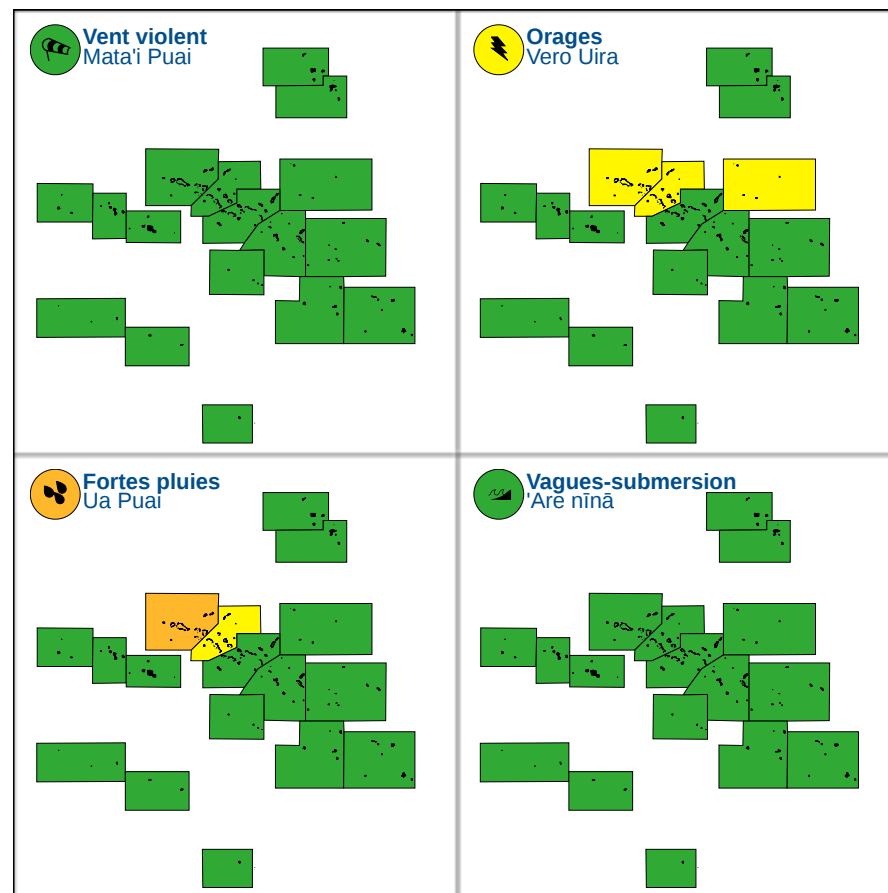 Vent violent
Mata'i Puai
Orages
Vero Uira
Fortes pluies
Ua Puai
Vagues-submersion
'Are nīnā